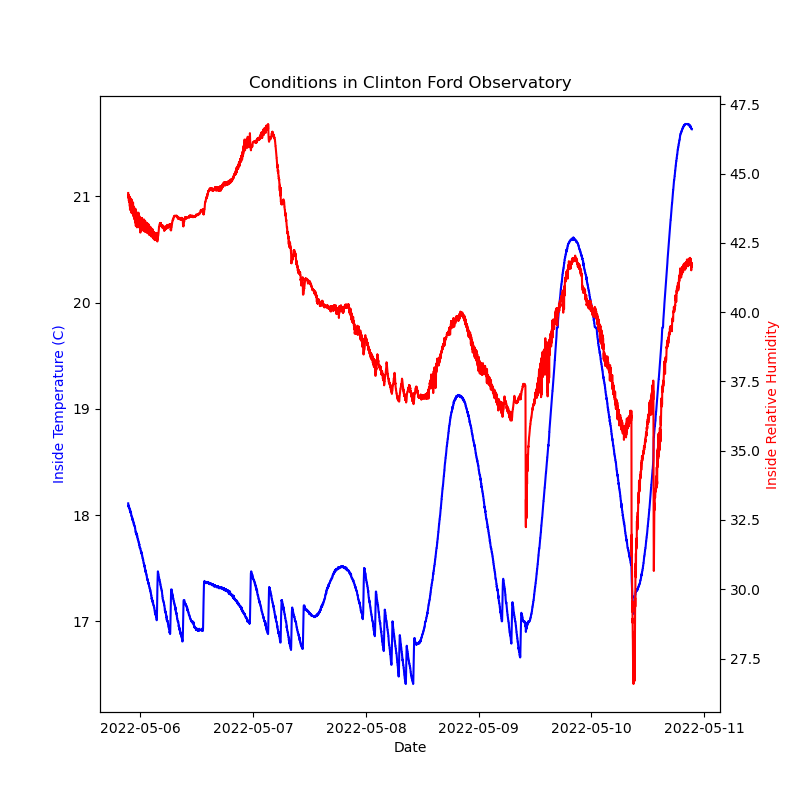 Conditions in Clinton Ford Observatory
47.5
45.0
42.5
40.0
37.5
35.0
32.5
30.0
27.5
21
20
19
18
17
Inside Temperature (C)
Inside Relative Humidity
2022-05-06 2022-05-07 2022-05-08 2022-05-09 2022-05-10 2022-05-11
Date